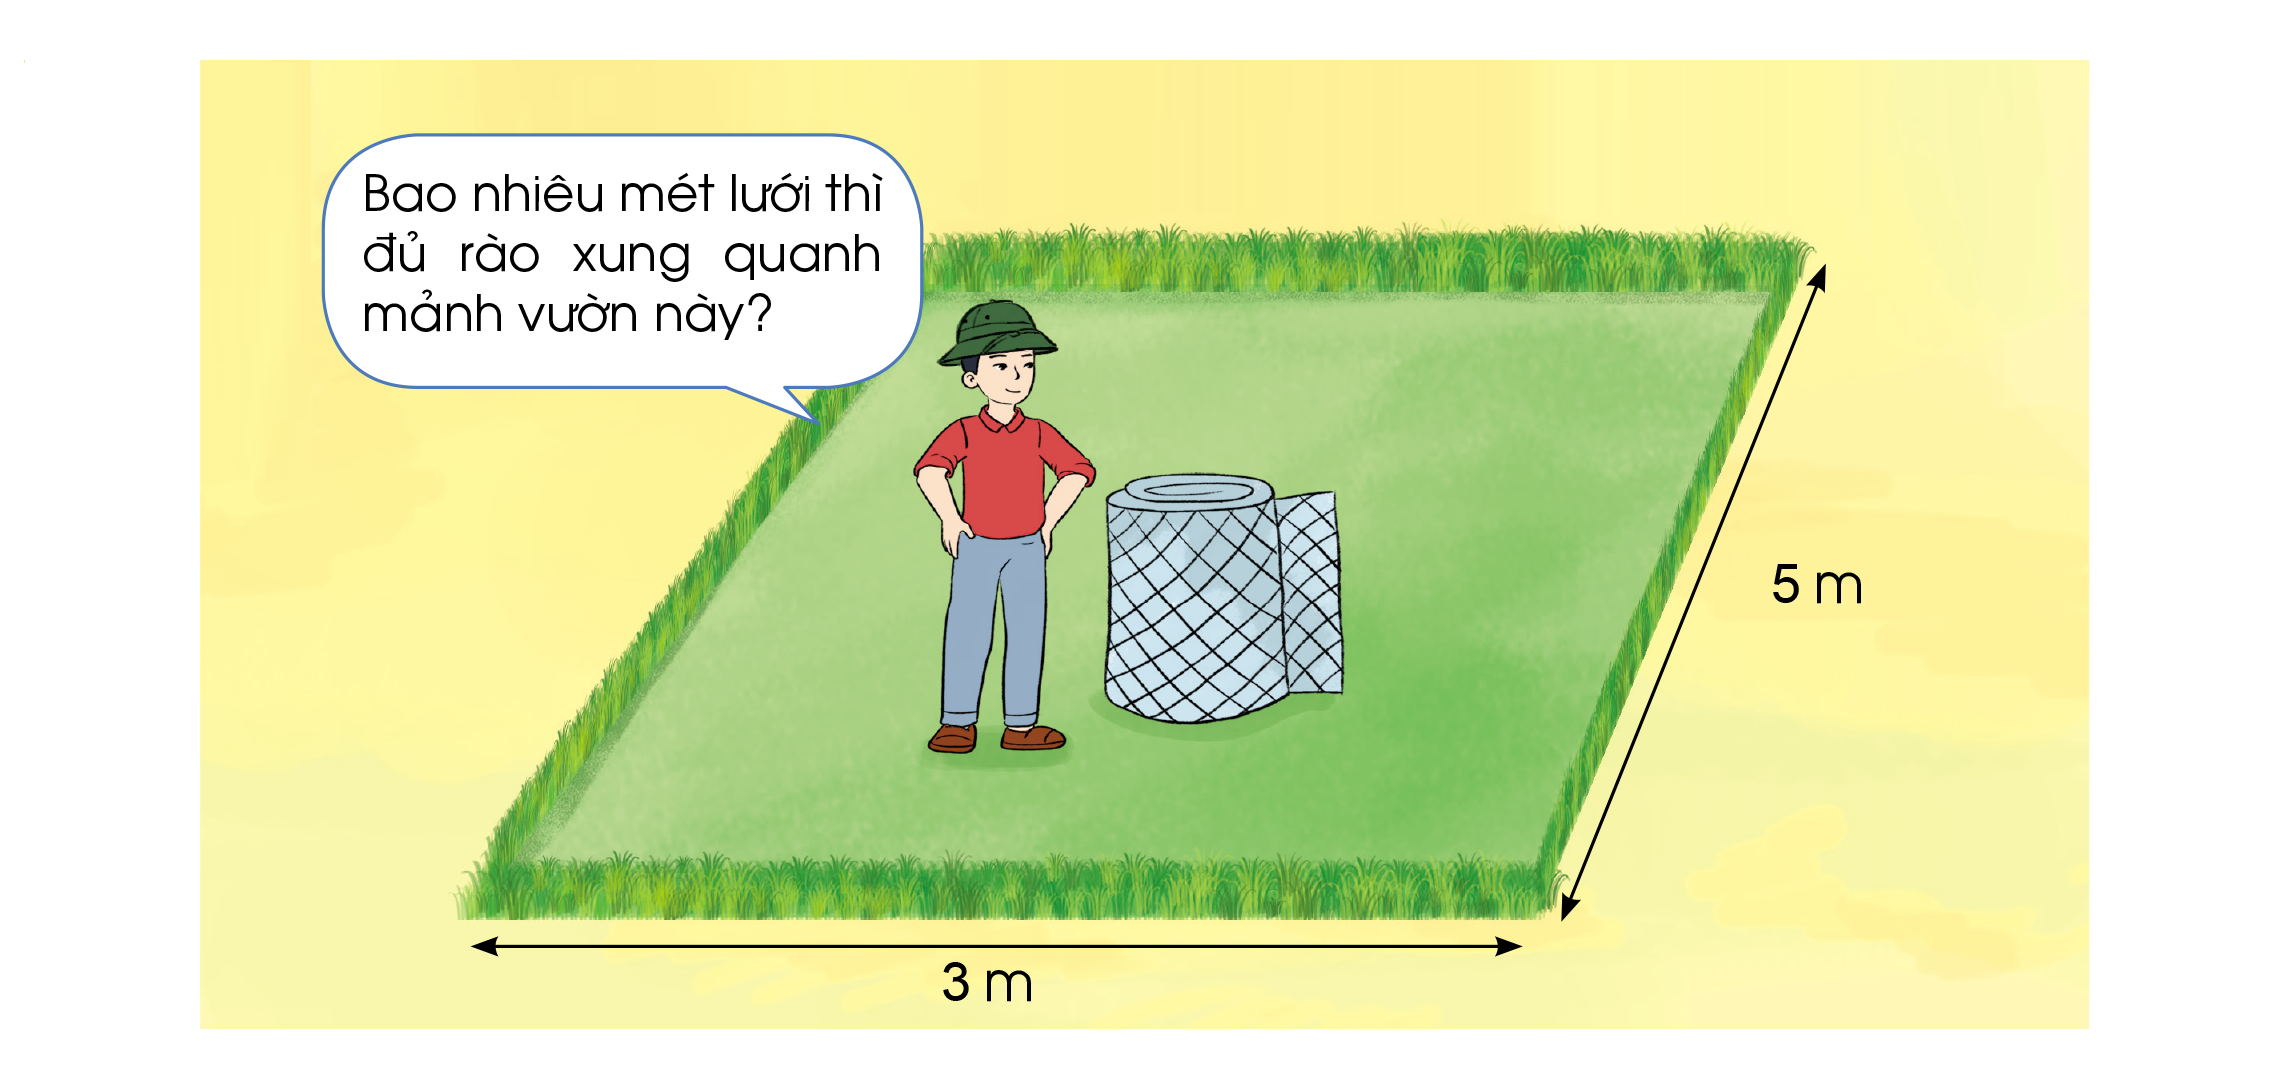 Bao nhiêu mét lưới thì
đủ rào xung quanh
mảnh vườn này?
5 m
3 m